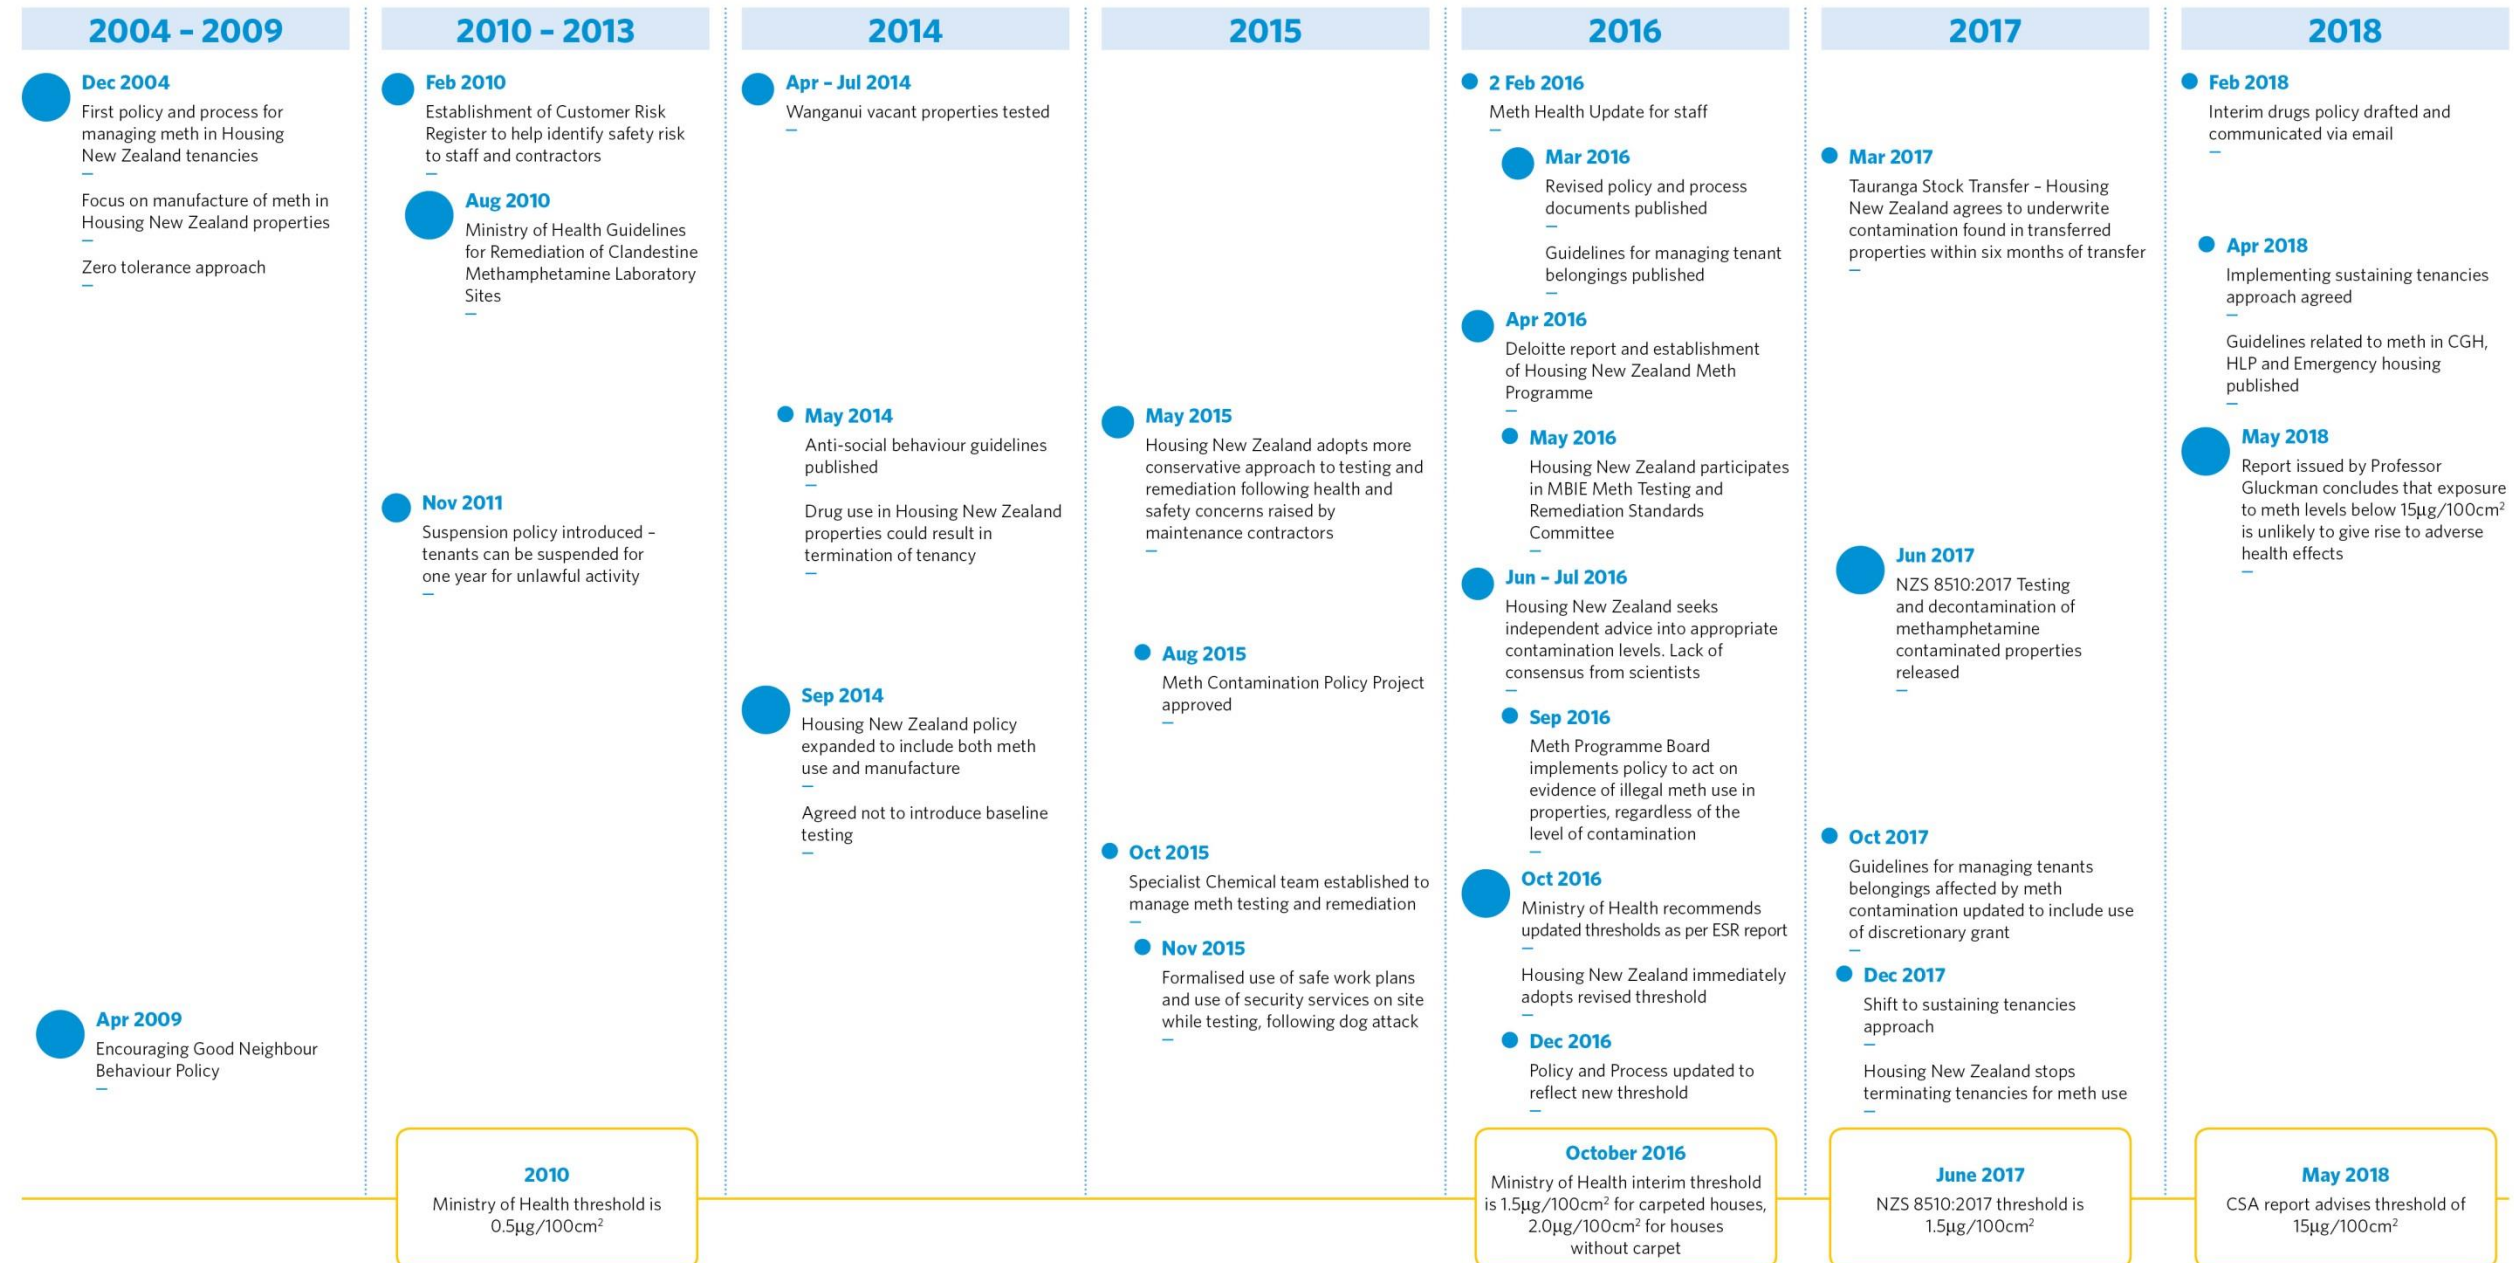 2004 – 2009
Dec 2004
First policy and process for
managing meth in Housing
New Zealand tenancies
Focus on manufacture of meth in
Housing New Zealand properties
Zero tolerance approach
Apr 2009
Encouraging Good Neighbour
Behaviour Policy
2010 – 2013
Feb 2010
Establishment of Customer Risk
Register to help identify safety risk
to staff and contractors
Aug 2010
Ministry of Health Guidelines
for Remediation of Clandestine
Methamphetamine Laboratory
Sites
Nov 2011
Suspension policy introduced –
tenants can be suspended for
one year for unlawful activity
2010
Ministry of Health threshold is
0.5µg/100cm²
2014
Apr – Jul 2014
Wanganui vacant properties tested
May 2014
Anti-social behaviour guidelines
published
Drug use in Housing New Zealand
properties could result in
termination of tenancy
Sep 2014
Housing New Zealand policy
expanded to include both meth
use and manufacture
Agreed not to introduce baseline
testing
2015
May 2015
Housing New Zealand adopts more
conservative approach to testing and
remediation following health and
safety concerns raised by
maintenance contractors
Aug 2015
Meth Contamination Policy Project
approved
Oct 2015
Specialist Chemical team established to
manage meth testing and remediation
Nov 2015
Formalised use of safe work plans
and use of security services on site
while testing, following dog attack
2016
2 Feb 2016
Meth Health Update for staff
Mar 2016
Revised policy and process
documents published
Guidelines for managing tenant
belongings published
Apr 2016
Deloitte report and establishment
of Housing New Zealand Meth
Programme
May 2016
Housing New Zealand participates
in MBIE Meth Testing and
Remediation Standards
Committee
Jun – Jul 2016
Housing New Zealand seeks
independent advice into appropriate
contamination levels. Lack of
consensus from scientists
Sep 2016
Meth Programme Board
implements policy to act on
evidence of illegal meth use in
properties, regardless of the
level of contamination
Oct 2016
Ministry of Health recommends
updated thresholds as per ESR report
Housing New Zealand immediately
adopts revised threshold
Dec 2016
Policy and Process updated to
reflect new threshold
October 2016
Ministry of Health interim threshold
is 1.5µg/100cm² for carpeted houses,
2.0µg/100cm² for houses
without carpet
2017
Mar 2017
Tauranga Stock Transfer – Housing
New Zealand agrees to underwrite
contamination found in transferred
properties within six months of transfer
Jun 2017
NZS 8510:2017 Testing
and decontamination of
methamphetamine
contaminated properties
released
Oct 2017
Guidelines for managing tenants
belongings affected by meth
contamination updated to include use
of discretionary grant
Dec 2017
Shift to sustaining tenancies
approach
Housing New Zealand stops
terminating tenancies for meth use
June 2017
NZS 8510:2017 threshold is
1.5µg/100cm²
2018
Feb 2018
Interim drugs policy drafted and
communicated via email
Apr 2018
Implementing sustaining tenancies
approach agreed
Guidelines related to meth in CGH,
HLP and Emergency housing
published
May 2018
Report issued by Professor
Gluckman concludes that exposure
to meth levels below 15µg/100cm²
is unlikely to give rise to adverse
health effects
May 2018
CSA report advises threshold of
15µg/100cm²